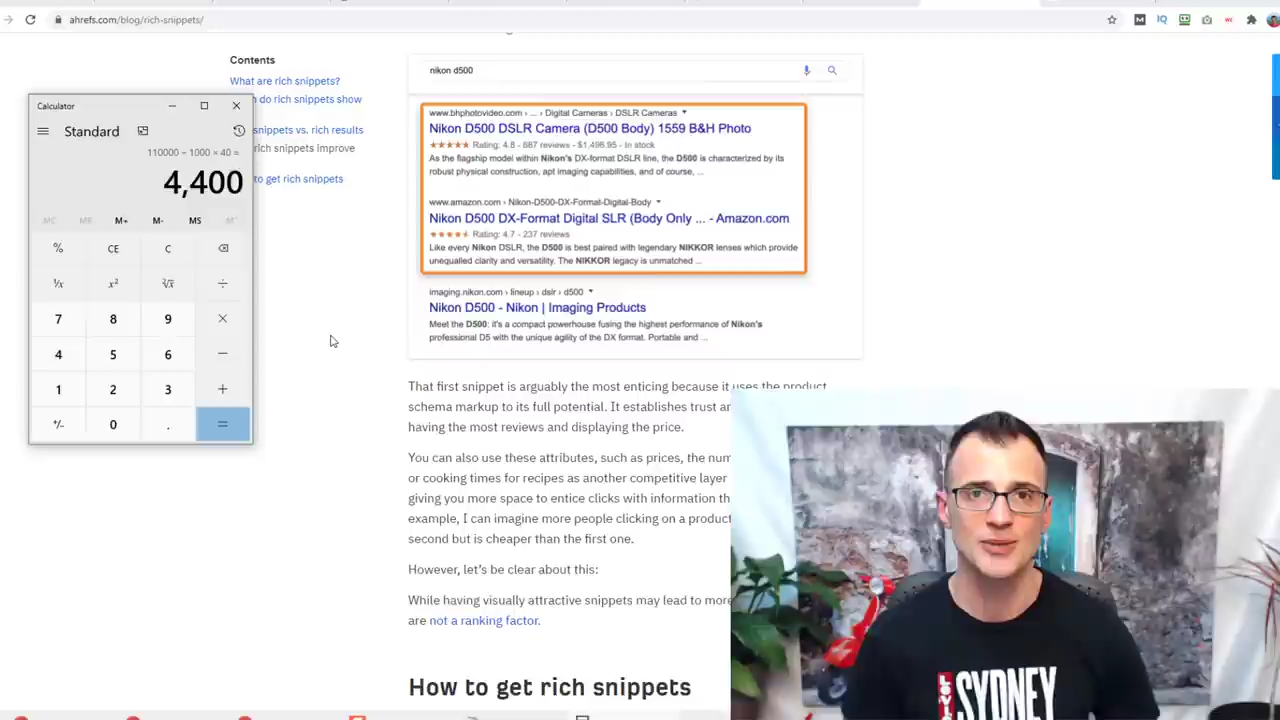 ahrefs.com/blog/rich-snippets/
Contents
What are rich snippets?
do rich snippets show
snippets vs. rich results
rich snippets improve
to get rich snippets
Calculator
Standard
110000 ÷ 1000 × 40 =
4,400
MC MR M+ M- MS M
% CE C
¹/x x² ²√x ÷
7 8 9 ×
4 5 6 −
1 2 3 +
+/- 0 . =
nikon d500
www.bhphotovideo.com › ... › Digital Cameras › DSLR Cameras
Nikon D500 DSLR Camera (D500 Body) 1559 B&H Photo
Rating: 4.8 - 687 reviews - $1,496.95 - In stock
As the flagship model within Nikon's DX-format DSLR line, the D500 is characterized by its
robust physical construction, apt imaging capabilities, and of course, ...
www.amazon.com › Nikon-D500-DX-Format-Digital-Body
Nikon D500 DX-Format Digital SLR (Body Only ... - Amazon.com
Rating: 4.7 - 237 reviews
Like every Nikon DSLR, the D500 is best paired with legendary NIKKOR lenses which provide
unequalled clarity and versatility. The NIKKOR legacy is unmatched ...
imaging.nikon.com › lineup › dslr › d500
Nikon D500 - Nikon | Imaging Products
Meet the D500: it's a compact powerhouse fusing the highest performance of Nikon's
professional D5 with the unique agility of the DX format. Portable and ...
That first snippet is arguably the most enticing because it uses the product
schema markup to its full potential. It establishes trust
having the most reviews and displaying the price.
You can also use these attributes, such as prices, the
or cooking times for recipes as another competitive layer
giving you more space to entice clicks with information
example, I can imagine more people clicking on a product
second but is cheaper than the first one.
However, let's be clear about this:
While having visually attractive snippets may lead to more
are not a ranking factor.
How to get rich snippets
SYDNEY